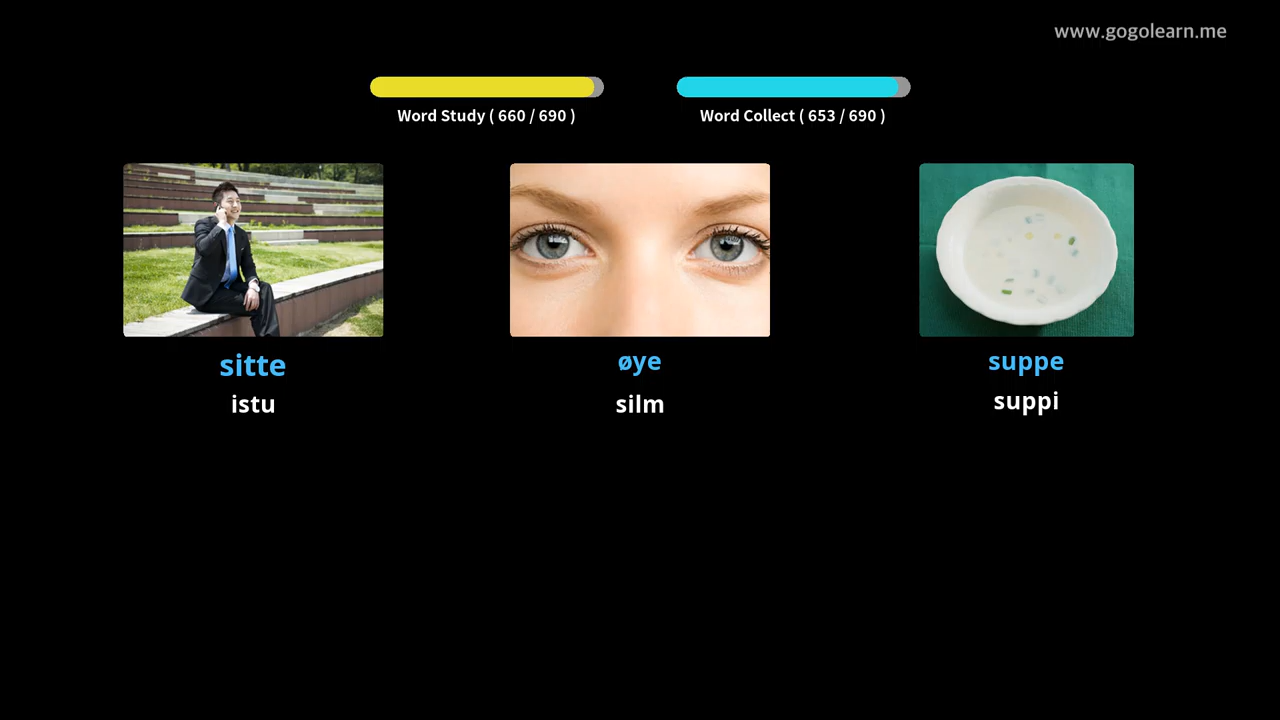 www.gogolearn.me
Word Study ( 660 / 690 )
Word Collect ( 653 / 690 )
sitte
istu
øye
silm
suppe
suppi